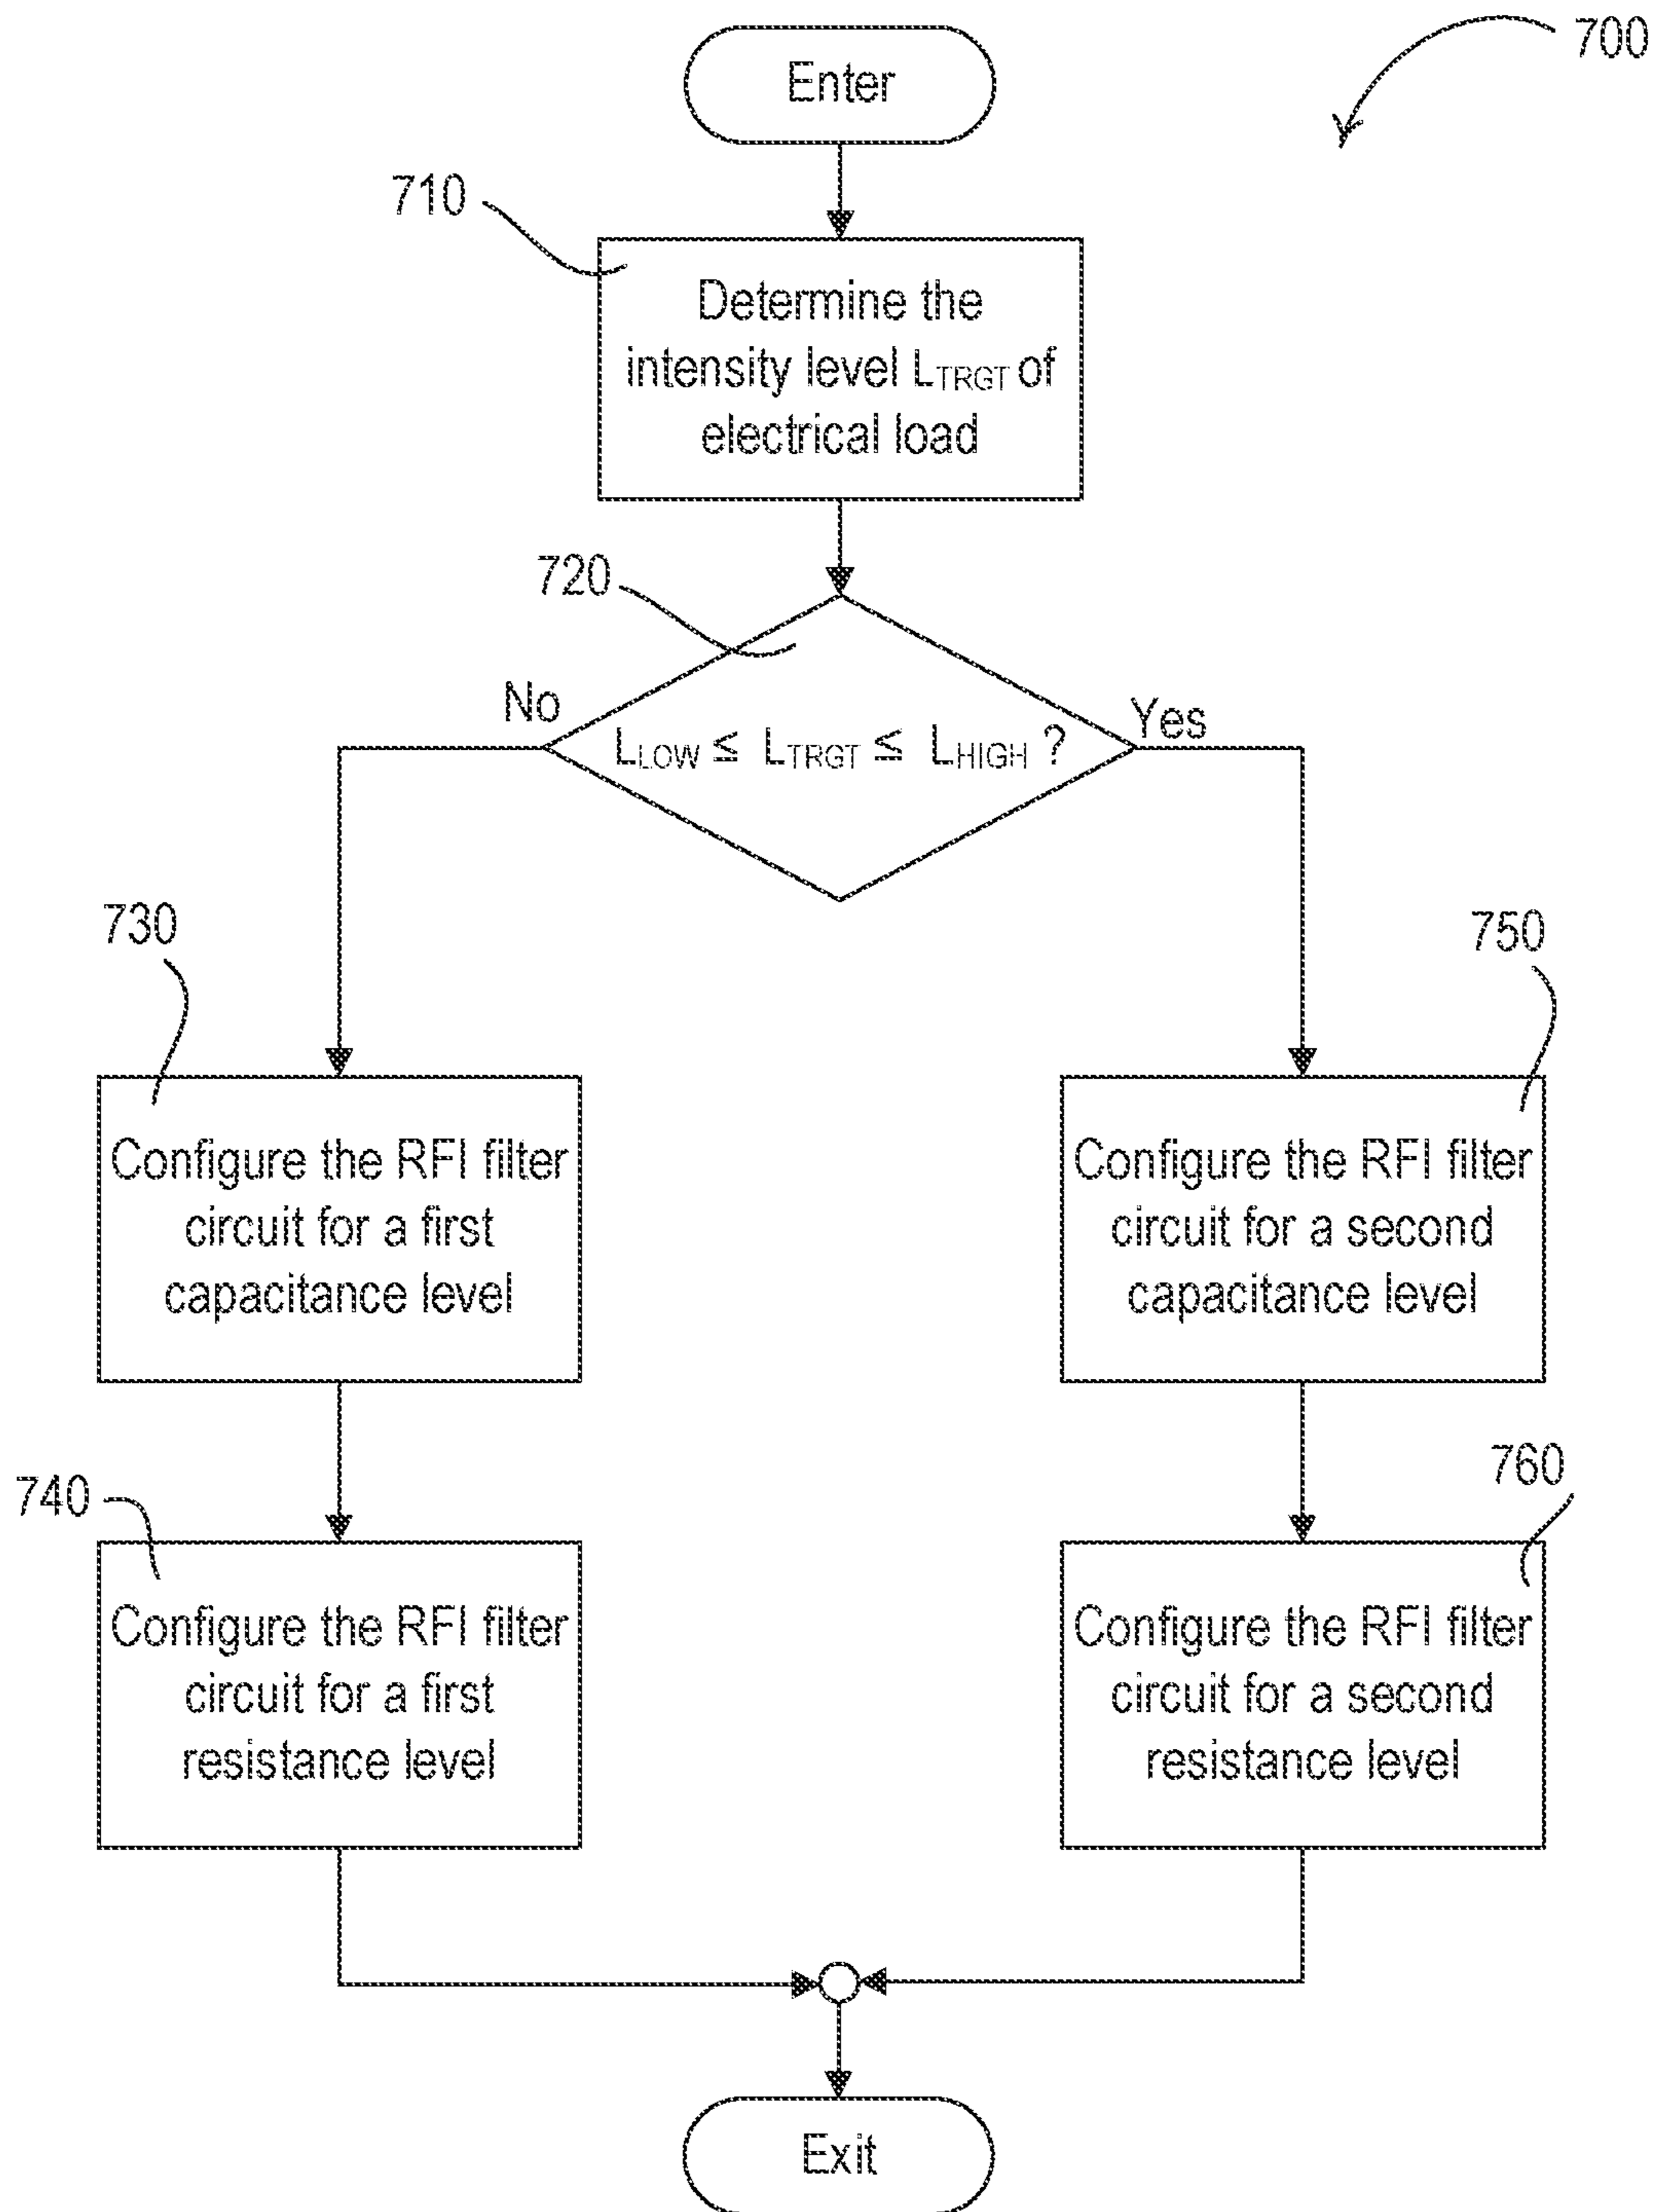 700
Enter
710
Determine the
intensity level LTRGT of
electrical load
720
No
Yes
LLOW ≤ LTRGT ≤ LHIGH ?
730
Configure the RFI filter
circuit for a first
capacitance level
750
Configure the RFI filter
circuit for a second
capacitance level
740
Configure the RFI filter
circuit for a first
resistance level
760
Configure the RFI filter
circuit for a second
resistance level
Exit